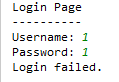 Login Page
----------
Username: 1
Password: 1
Login failed.